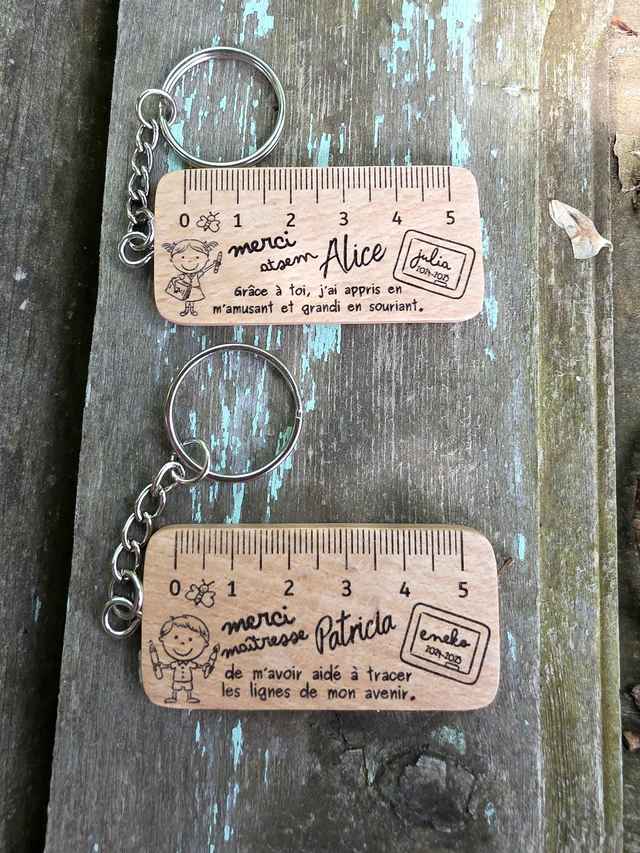 0 1 2 3 4 5
merci
atsem Alice
julia
2024-2025
Grâce à toi, j'ai appris en
m'amusant et grandi en souriant.
0 1 2 3 4 5
merci
maîtresse Patricia
eneko
2024-2025
de m'avoir aidé à tracer
les lignes de mon avenir.